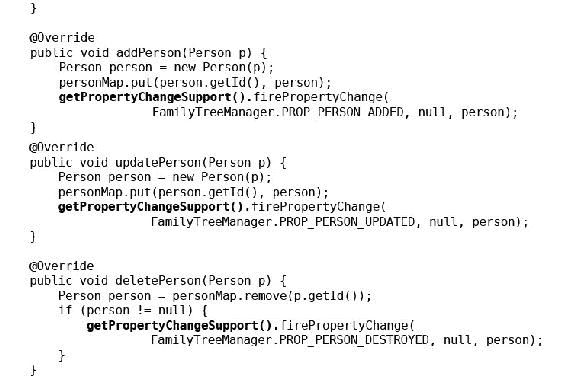 }
@Override
public void addPerson(Person p) {
Person person = new Person(p);
personMap.put(person.getId(), person);
getPropertyChangeSupport().firePropertyChange(
FamilyTreeManager.PROP_PERSON_ADDED, null, person);
}
@Override
public void updatePerson(Person p) {
Person person = new Person(p);
personMap.put(person.getId(), person);
getPropertyChangeSupport().firePropertyChange(
FamilyTreeManager.PROP_PERSON_UPDATED, null, person);
}
@Override
public void deletePerson(Person p) {
Person person = personMap.remove(p.getId());
if (person != null) {
getPropertyChangeSupport().firePropertyChange(
FamilyTreeManager.PROP_PERSON_DESTROYED, null, person);
}
}